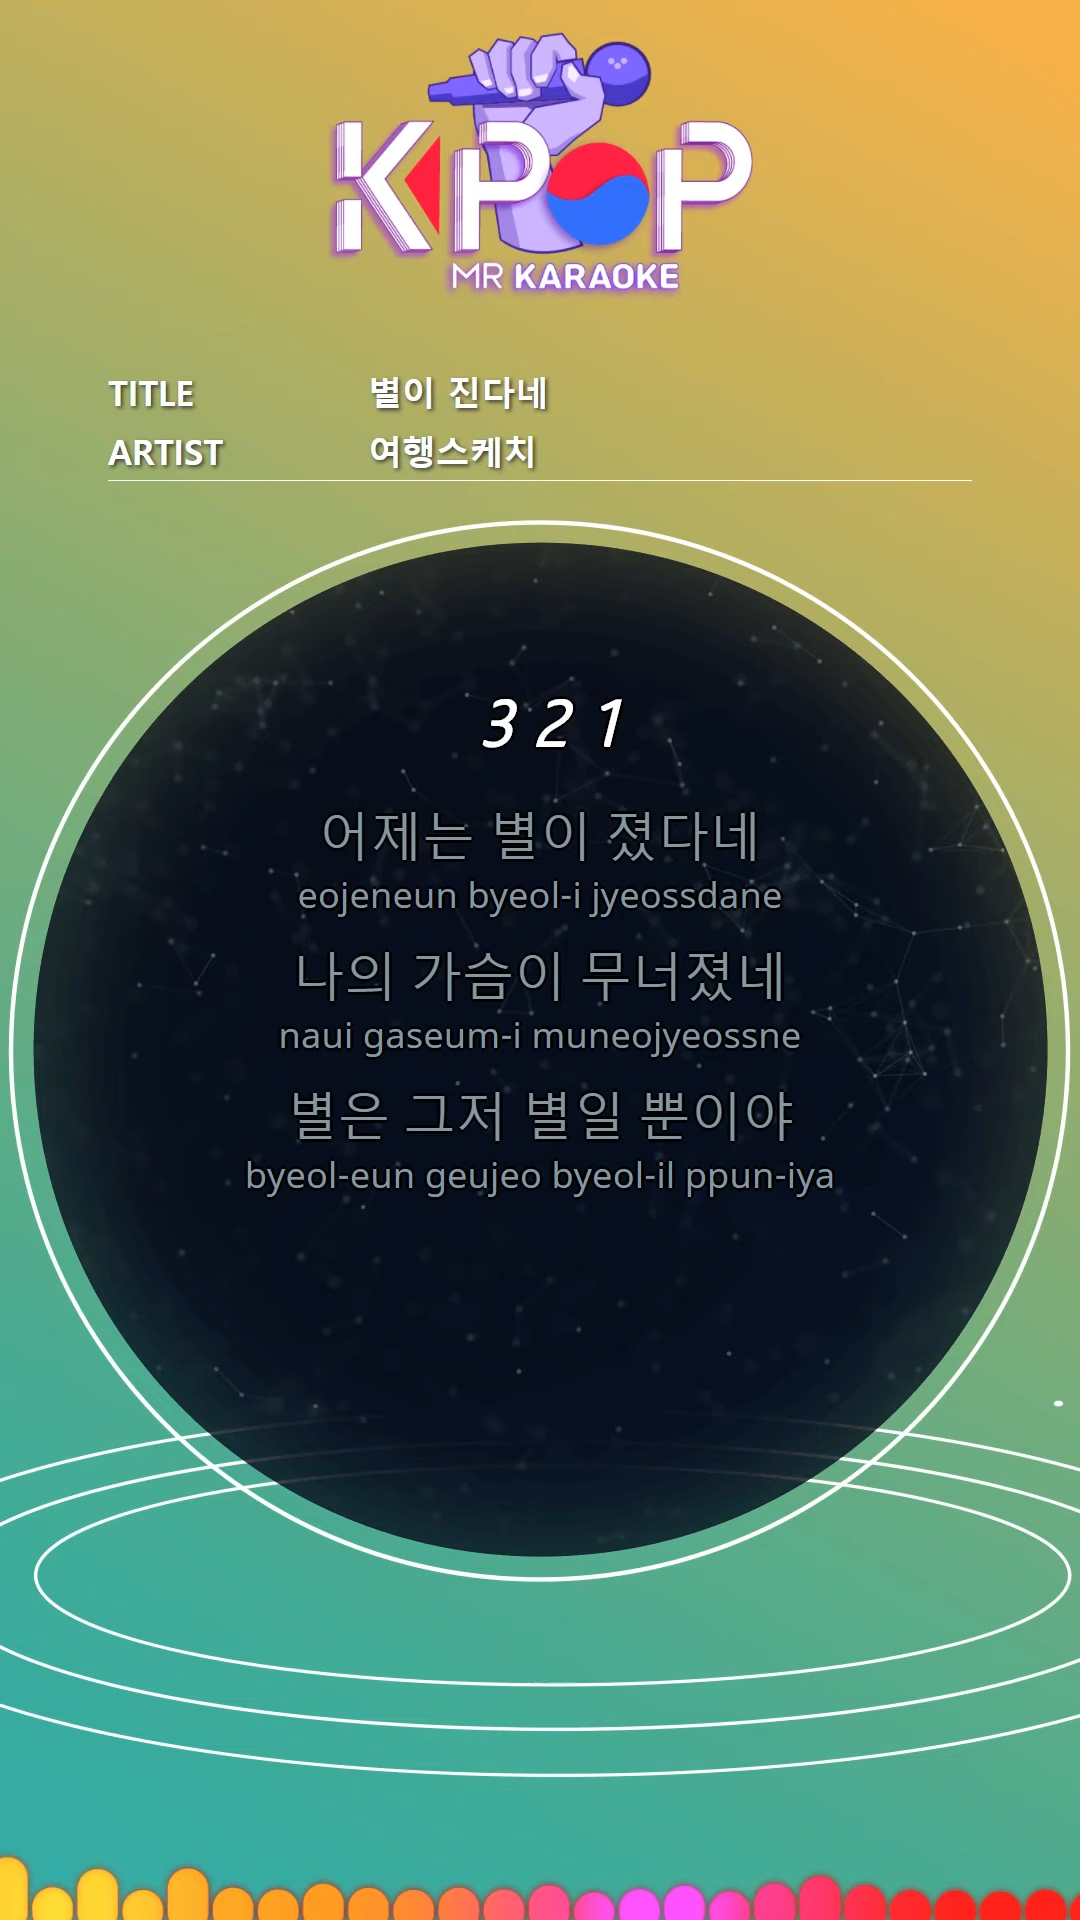 KPOP
MR KARAOKE
TITLE 별이 진다네
ARTIST 여행스케치
3 2 1
어제는 별이 졌다네
eojeneun byeol-i jyeossdane
나의 가슴이 무너졌네
naui gaseum-i muneojyeossne
별은 그저 별일 뿐이야
byeol-eun geujeo byeol-il ppun-iya